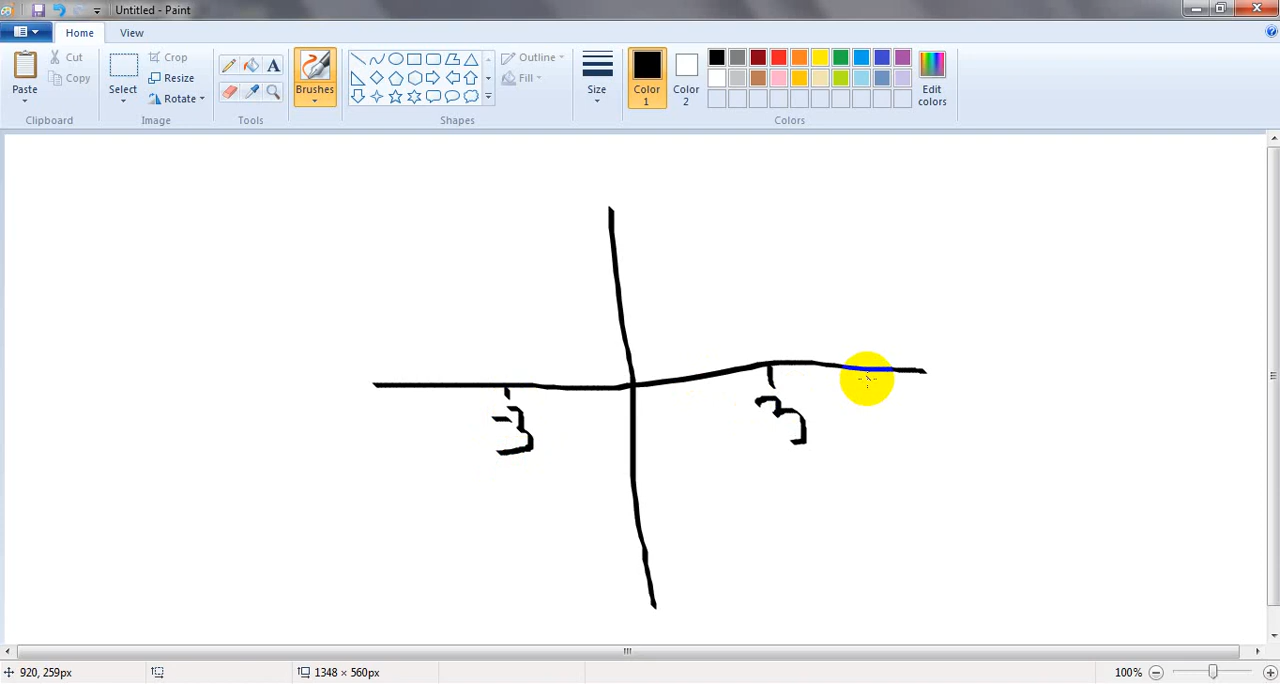 Untitled - Paint
Home View
Paste
Cut
Copy
Clipboard
Select
Crop
Resize
Rotate
Image
A
Tools
Brushes
Outline
Fill
Shapes
Size
Color 1
Color 2
Edit colors
Colors
-3 3
920, 259px 1348 × 560px 100%